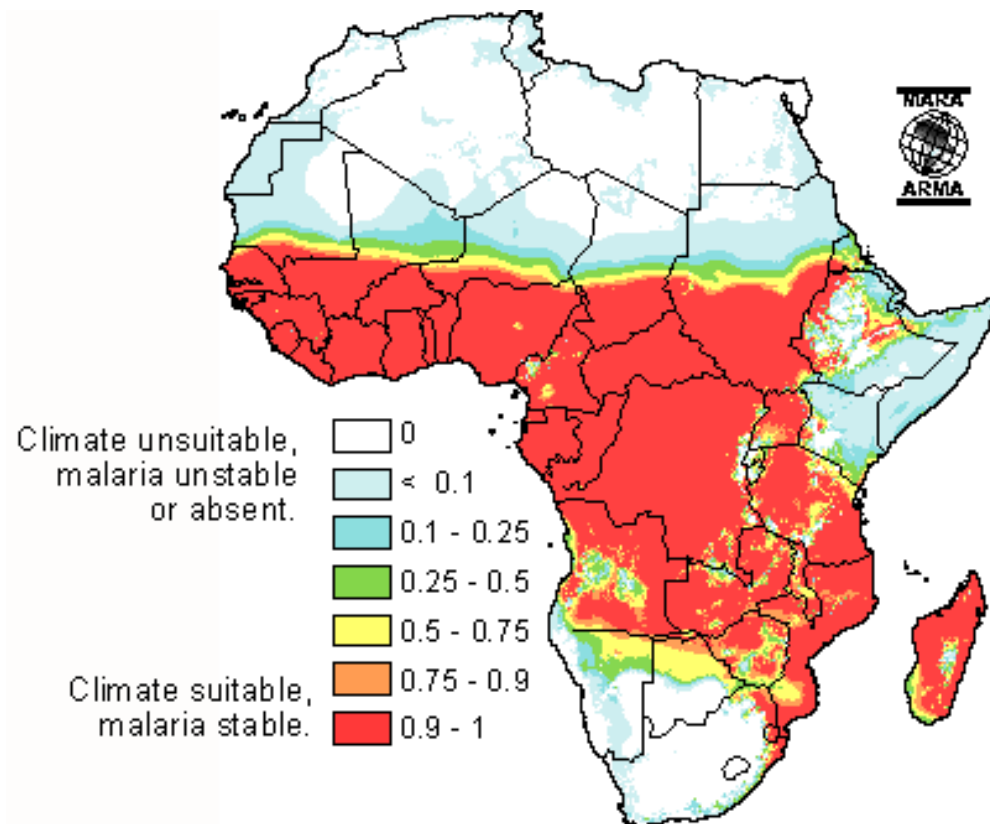 MARA
ARMA
Climate unsuitable,
malaria unstable
or absent.
0
< 0.1
0.1 - 0.25
0.25 - 0.5
0.5 - 0.75
0.75 - 0.9
0.9 - 1
Climate suitable,
malaria stable.